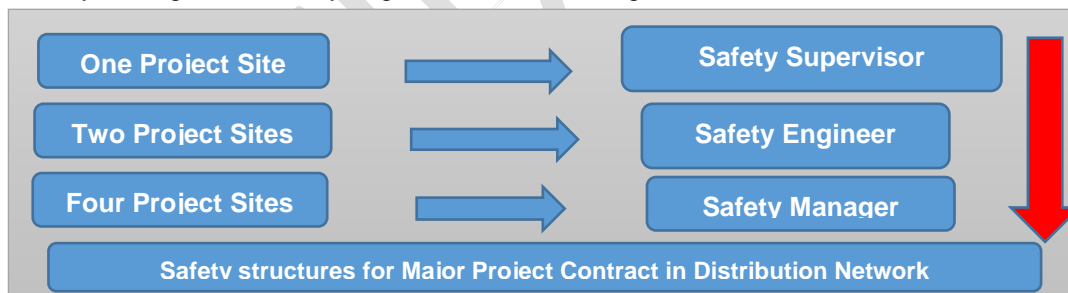 One Project Site
Safety Supervisor
Two Project Sites
Safety Engineer
Four Project Sites
Safety Manager
Safety structures for Major Project Contract in Distribution Network